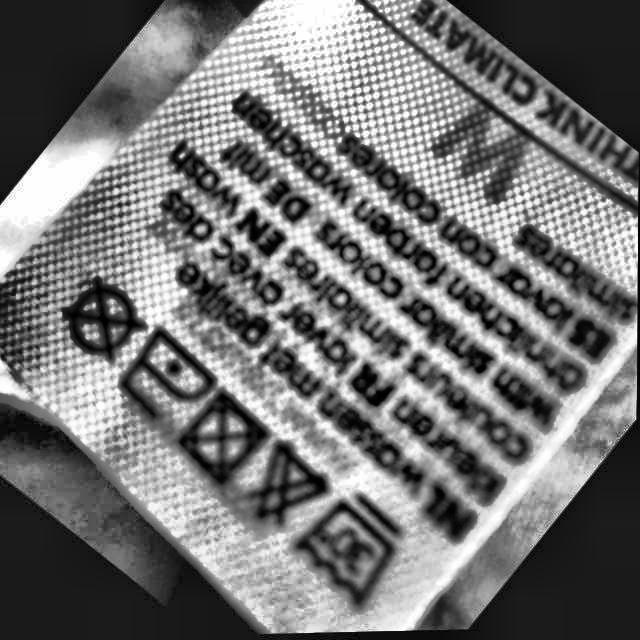 NL wassen met gelijke
kleuren FR laver avec des
couleurs similaires EN wash
with similar colors DE mit
ähnlichen farben waschen
ES lavar con colores
similares
THINK CLIMATE